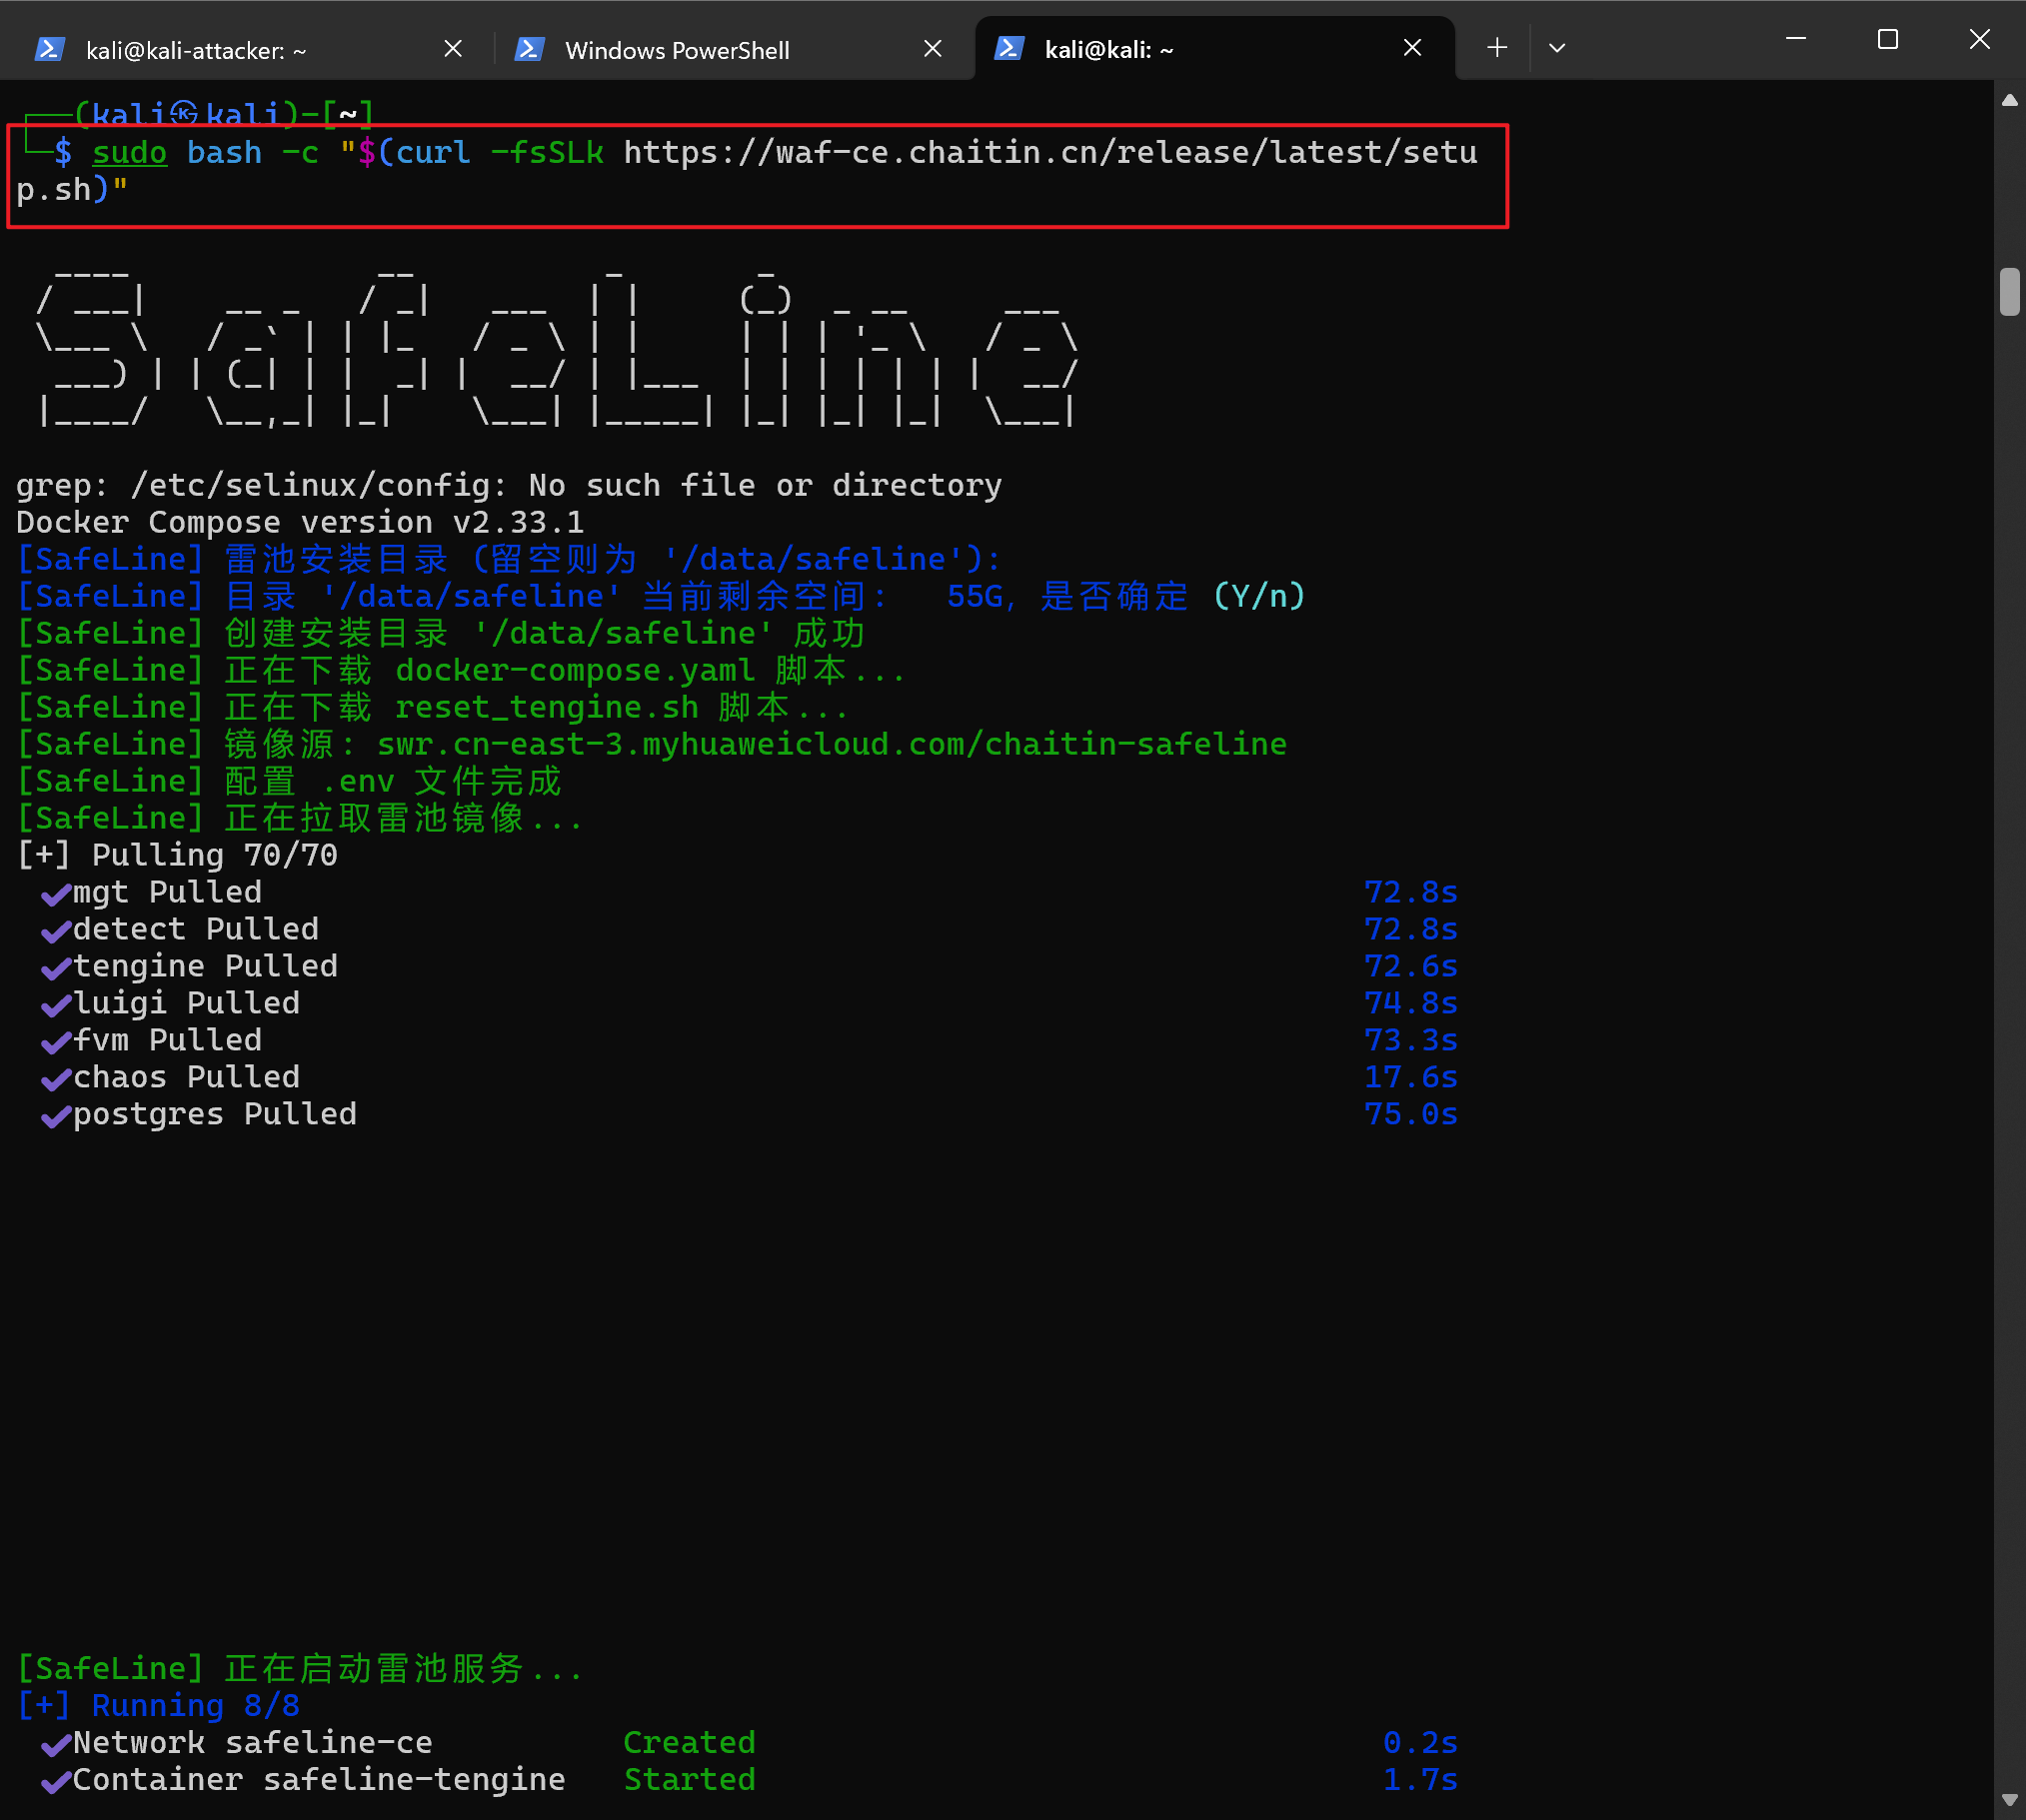 kali@kali-attacker: ~
Windows PowerShell
kali@kali: ~
┌──(kali㉿kali)-[~]
└─$ sudo bash -c "$(curl -fsSLk https://waf-ce.chaitin.cn/release/latest/setu
p.sh)"
SafeLine
grep: /etc/selinux/config: No such file or directory
Docker Compose version v2.33.1
[SafeLine] 雷池安装目录 (留空则为 '/data/safeline'):
[SafeLine] 目录 '/data/safeline' 当前剩余空间： 55G, 是否确定 (Y/n)
[SafeLine] 创建安装目录 '/data/safeline' 成功
[SafeLine] 正在下载 docker-compose.yaml 脚本...
[SafeLine] 正在下载 reset_tengine.sh 脚本...
[SafeLine] 镜像源: swr.cn-east-3.myhuaweicloud.com/chaitin-safeline
[SafeLine] 配置 .env 文件完成
[SafeLine] 正在拉取雷池镜像...
[+] Pulling 70/70
✔mgt Pulled 72.8s
✔detect Pulled 72.8s
✔tengine Pulled 72.6s
✔luigi Pulled 74.8s
✔fvm Pulled 73.3s
✔chaos Pulled 17.6s
✔postgres Pulled 75.0s
[SafeLine] 正在启动雷池服务...
[+] Running 8/8
✔Network safeline-ce Created 0.2s
✔Container safeline-tengine Started 1.7s